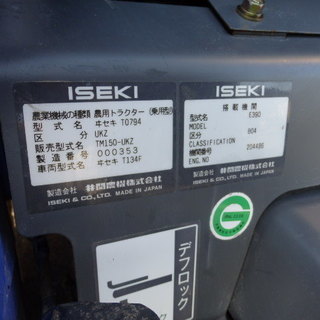 ISEKI
農業機械の種類 農用トラクター (乗用型)
型式名 ヰセキ T0794
区分 UKZ
販売型式名 TM150-UKZ
製造番号 000353
車両型式名 ヰセキ T134F
製造会社 井関農機株式会社
ISEKI & CO., LTD. MADE IN JAPAN
ISEKI
搭載機関
型式名 E390
MODEL
区分 904
CLASSIFICATION
機関番号 204486
ENG.NO
製造会社 井関農機株式会社
ISEKI & CO., LTD. MADE IN JAPAN
デフロック